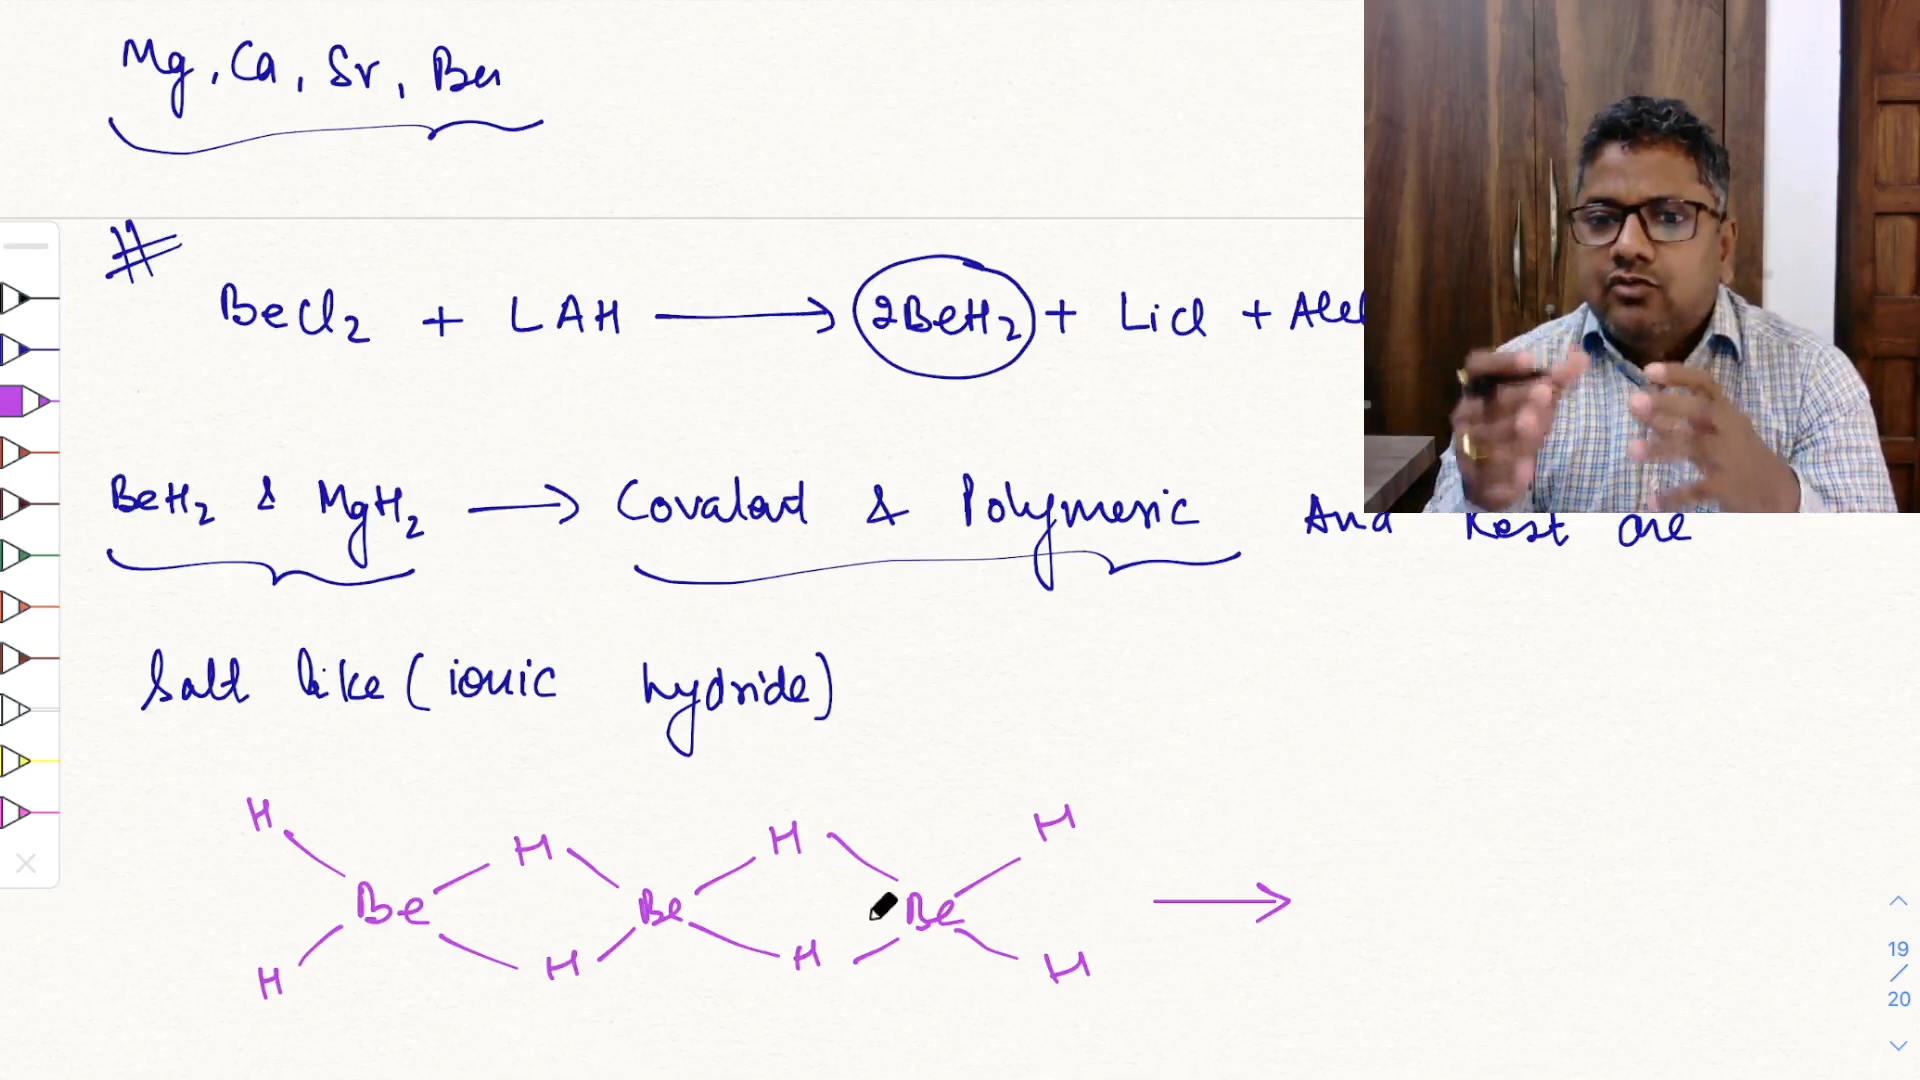 Mg, Ca, Sr, Ba
#
BeCl2 + LAH → 2BeH2 + LiCl + AlCl
BeH2 & MgH2 → Covalent & Polymeric And Rest are
Salt like (ionic hydride)
H H H H
Be Be Be →
H H H H
19
/
20